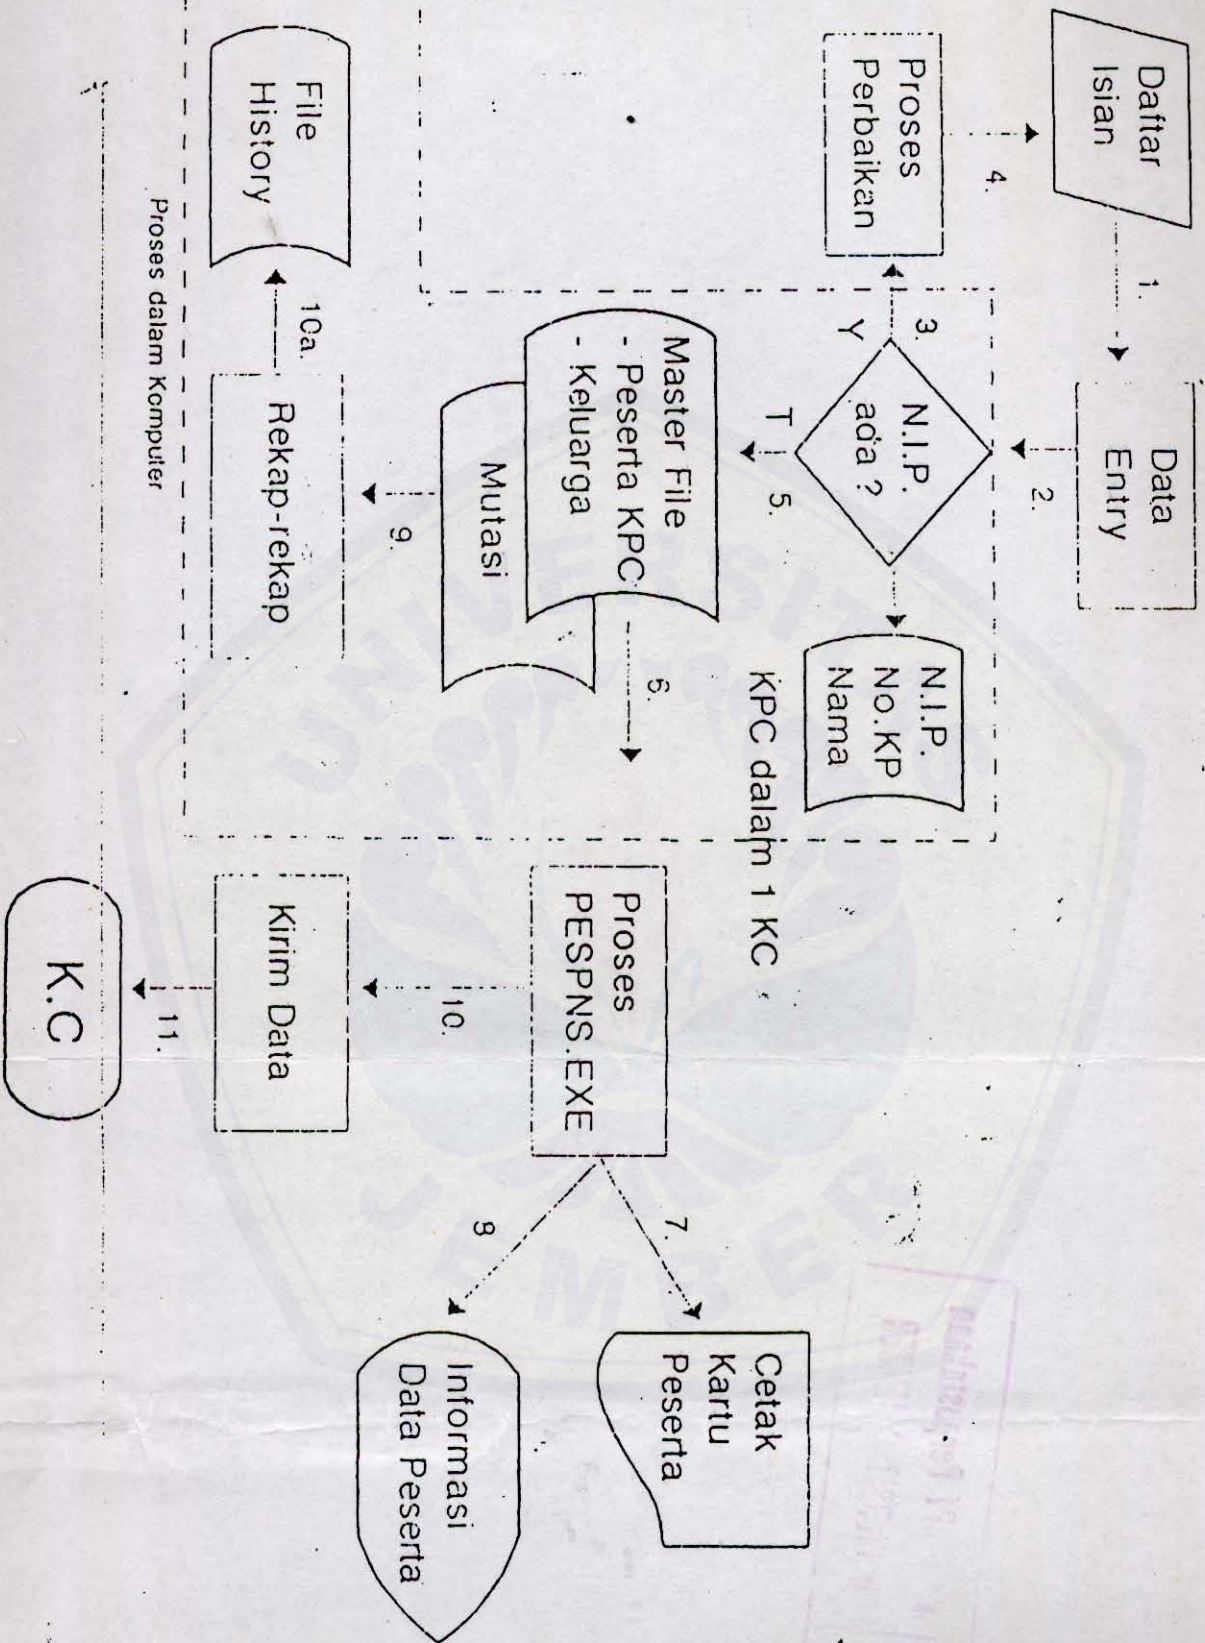 Daftar
Isian
1.
Data
Entry
Proses
Perbaikan
4.
3.
Y
2.
N.I.P.
ada ?
N.I.P.
No.KP
Nama
T
5.
KPC dalam 1 KC
Master File
- Peserta KPC
- Keluarga
Mutasi
6.
Proses
PESPNS.EXE
7.
Cetak
Kartu
Peserta
8
Informasi
Data Peserta
File
History
10a.
Rekap-rekap
9.
10.
Kirim Data
11.
K.C
Proses dalam Komputer
UNIVERSITAS
JEMBER